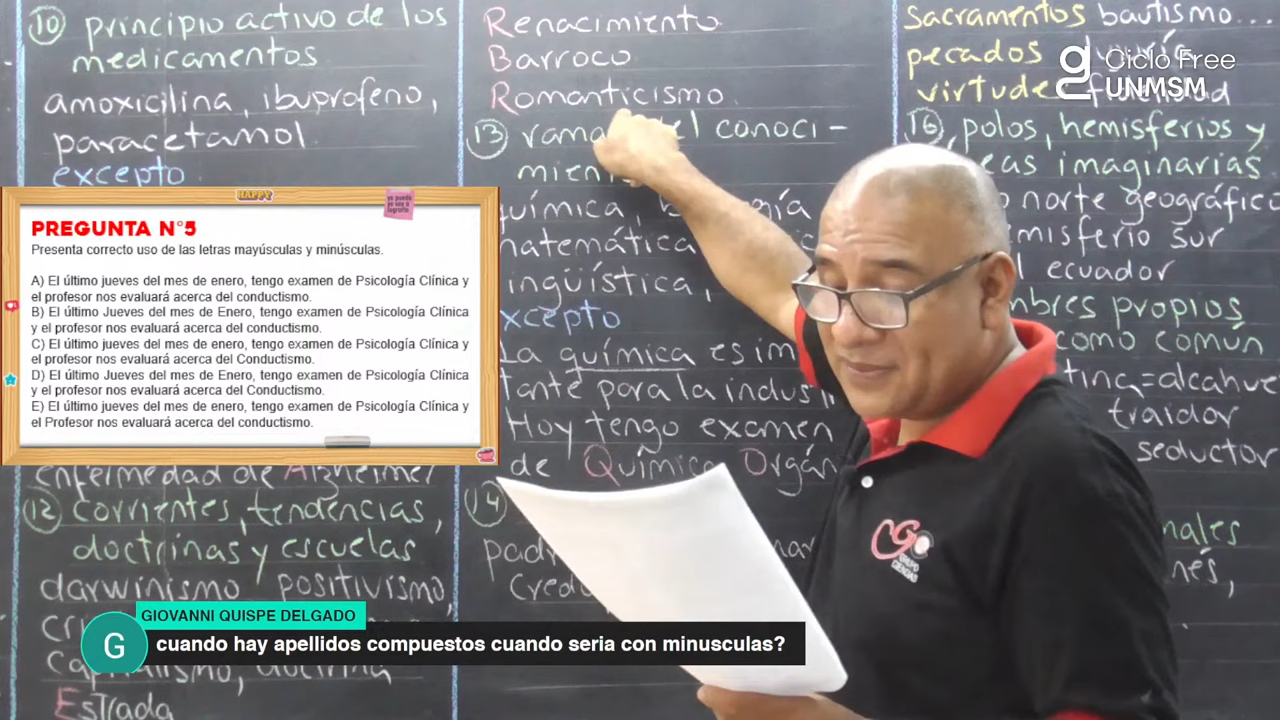 10 principio activo de los
medicamentos
amoxicilina, ibuprofeno,
paracetamol
excepto
enfermedad de Alzheimer
12 corrientes, tendencias,
doctrinas y escuelas
darwinismo positivismo,
doctrina
Estrada
Renacimiento
Barroco
Romanticismo
13 conoci-
química,
matemática
lingüística,
excepto
La química es im
tante para la indust
Hoy tengo examen
de Química Orgán
14
Sacramentos bautismo...
pecados
virtude
16 polos, hemisferios y
imaginarias
norte geográfico
hemisferio sur
ecuador
nombres propios
como común
= alcahue
traidor
seductor
Ciclo Free
UNMSM
HAPPY
PREGUNTA N°5
Presenta correcto uso de las letras mayúsculas y minúsculas.
A) El último jueves del mes de enero, tengo examen de Psicología Clínica y
el profesor nos evaluará acerca del conductismo.
B) El último Jueves del mes de Enero, tengo examen de Psicología Clínica
y el profesor nos evaluará acerca del conductismo.
C) El último jueves del mes de enero, tengo examen de Psicología Clínica y
el profesor nos evaluará acerca del Conductismo.
D) El último Jueves del mes de Enero, tengo examen de Psicología Clínica
y el profesor nos evaluará acerca del Conductismo.
E) El último jueves del mes de enero, tengo examen de Psicología Clínica y
el Profesor nos evaluará acerca del conductismo.
CGC
GRUPO
CIENCIAS
GIOVANNI QUISPE DELGADO
G
cuando hay apellidos compuestos cuando seria con minusculas?